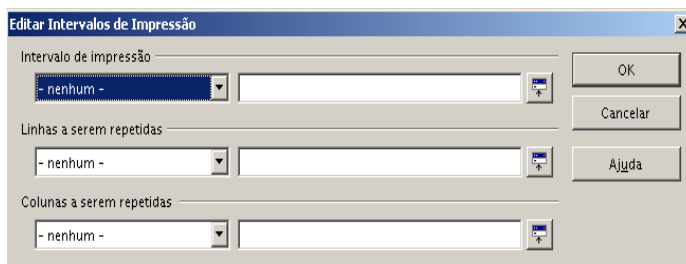 Editar Intervalos de Impressão
Intervalo de impressão
- nenhum -
OK
Cancelar
Linhas a serem repetidas
- nenhum -
Ajuda
Colunas a serem repetidas
- nenhum -